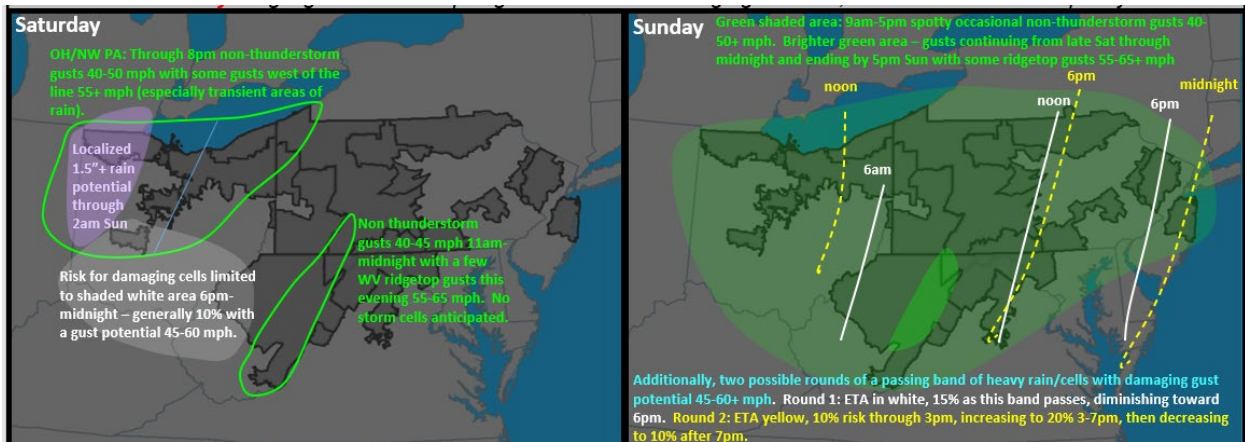 Saturday
OH/NW PA: Through 8pm non-thunderstorm
gusts 40-50 mph with some gusts west of the
line 55+ mph (especially transient areas of
rain).
Localized
1.5”+ rain
potential
through
2am Sun
Risk for damaging cells limited
to shaded white area 6pm-
midnight – generally 10% with
a gust potential 45-60 mph.
Non thunderstorm
gusts 40-45 mph 11am-
midnight with a few
WV ridgetop gusts this
evening 55-65 mph. No
storm cells anticipated.
Sunday
Green shaded area: 9am-5pm spotty occasional non-thunderstorm gusts 40-
50+ mph. Brighter green area – gusts continuing from late Sat through
midnight and ending by 5pm Sun with some ridgetop gusts 55-65+ mph
noon
6am
6pm
noon
6pm
midnight
Additionally, two possible rounds of a passing band of heavy rain/cells with damaging gust
potential 45-60+ mph. Round 1: ETA in white, 15% as this band passes, diminishing toward
6pm. Round 2: ETA yellow, 10% risk through 3pm, increasing to 20% 3-7pm, then decreasing
to 10% after 7pm.